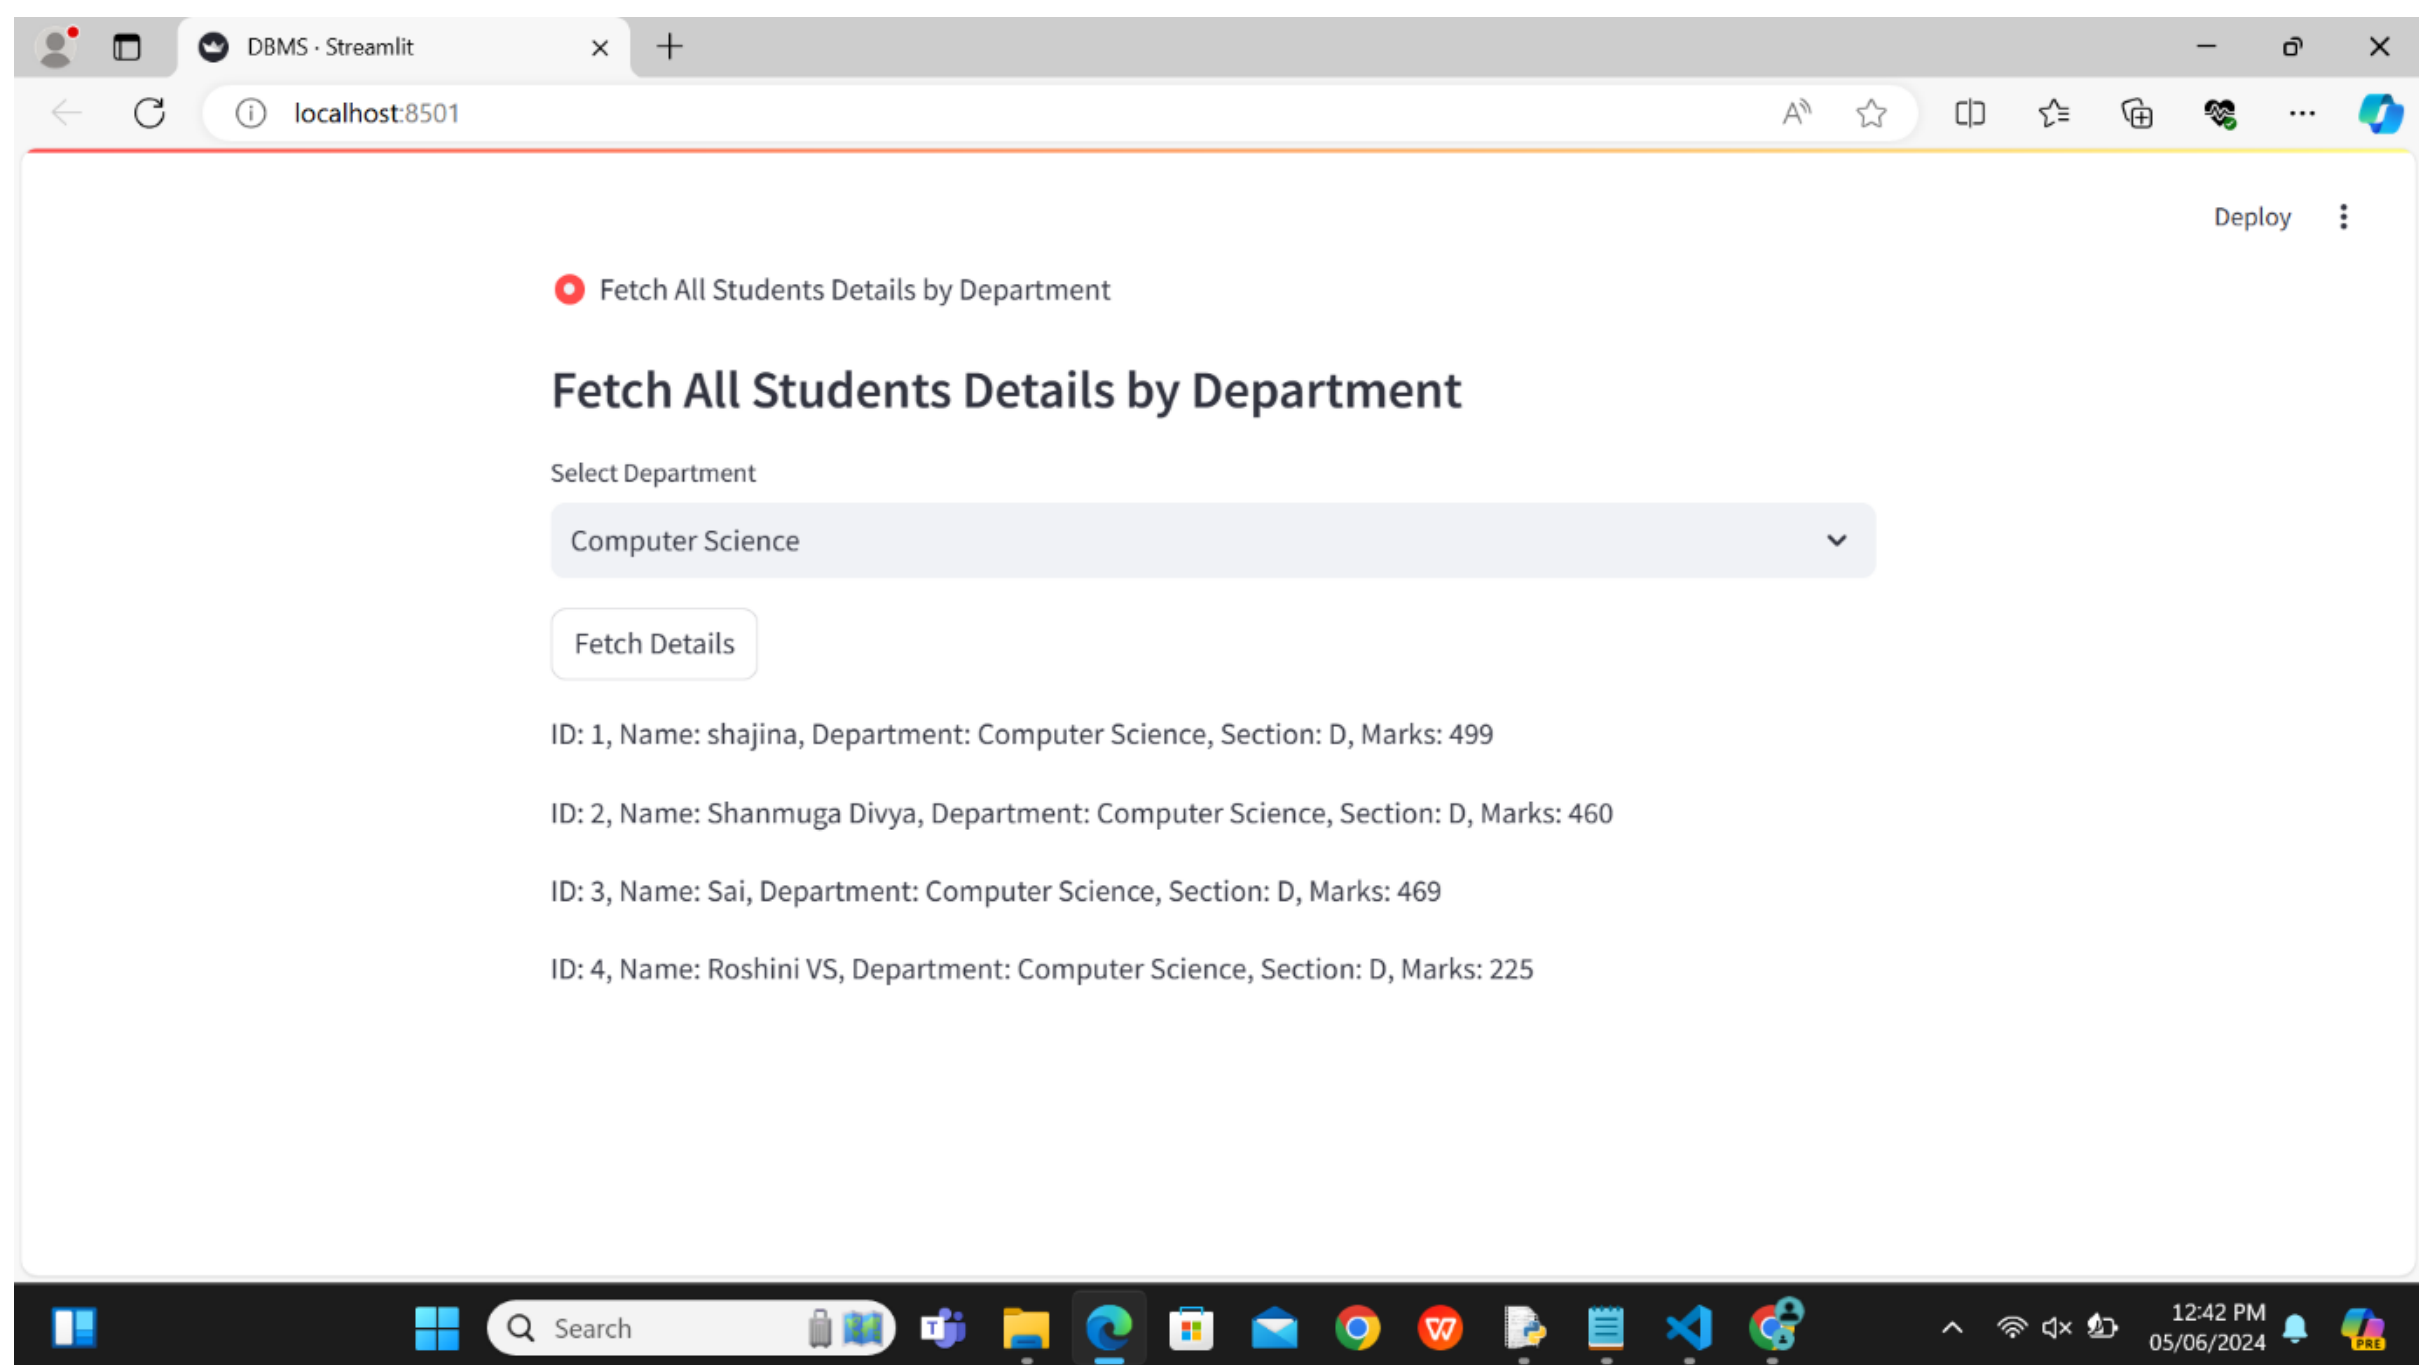 DBMS · Streamlit
localhost:8501
Deploy
Fetch All Students Details by Department
Fetch All Students Details by Department
Select Department
Computer Science
Fetch Details
ID: 1, Name: shajina, Department: Computer Science, Section: D, Marks: 499
ID: 2, Name: Shanmuga Divya, Department: Computer Science, Section: D, Marks: 460
ID: 3, Name: Sai, Department: Computer Science, Section: D, Marks: 469
ID: 4, Name: Roshini VS, Department: Computer Science, Section: D, Marks: 225
Search
12:42 PM
05/06/2024
PRE